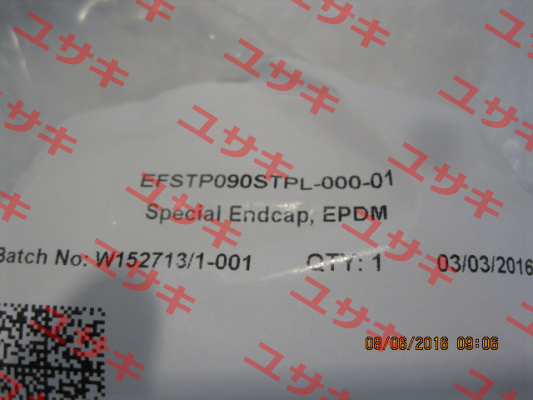 EFSTP090STPL-000-01
Special Endcap, EPDM
Batch No: W152713/1-001 QTY: 1 03/03/2016
06/06/2016 09:06
ユサキ